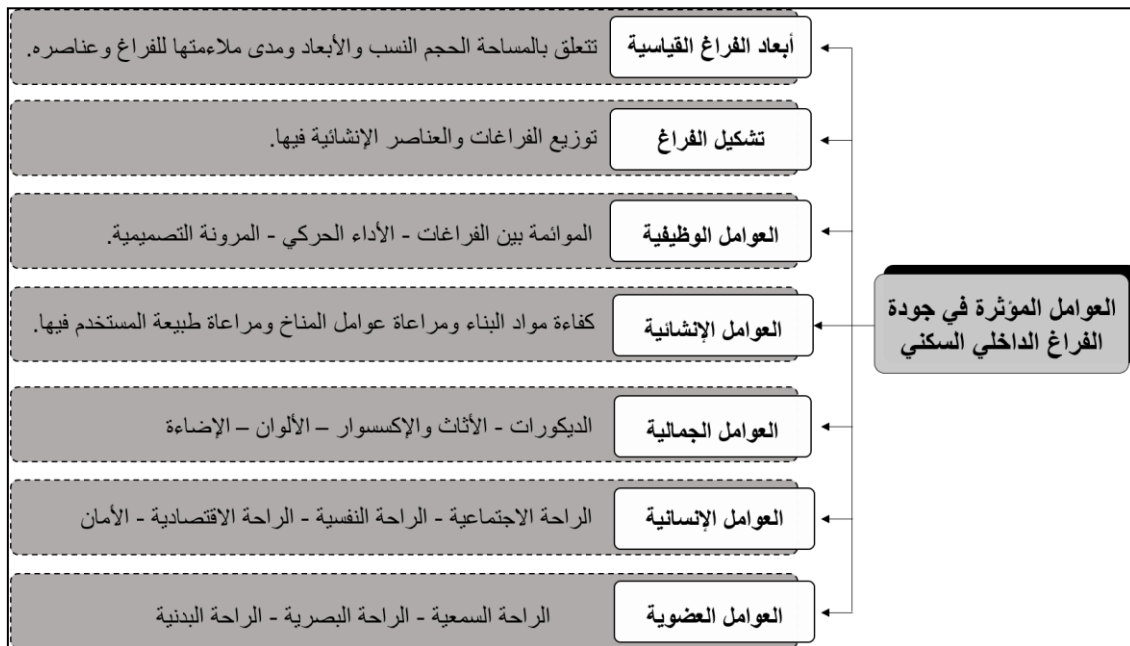 العوامل المؤثرة في جودة
الفراغ الداخلي السكني
أبعاد الفراغ القياسية
تتعلق بالمساحة الحجم النسب والأبعاد ومدى ملاءمتها للفراغ وعناصره.
تشكيل الفراغ
توزيع الفراغات والعناصر الإنشائية فيها.
العوامل الوظيفية
الموائمة بين الفراغات - الأداء الحركي - المرونة التصميمية.
العوامل الإنشائية
كفاءة مواد البناء ومراعاة عوامل المناخ ومراعاة طبيعة المستخدم فيها.
العوامل الجمالية
الديكورات - الأثاث والإكسسوار – الألوان – الإضاءة
العوامل الإنسانية
الراحة الاجتماعية - الراحة النفسية - الراحة الاقتصادية - الأمان
العوامل العضوية
الراحة السمعية - الراحة البصرية - الراحة البدنية